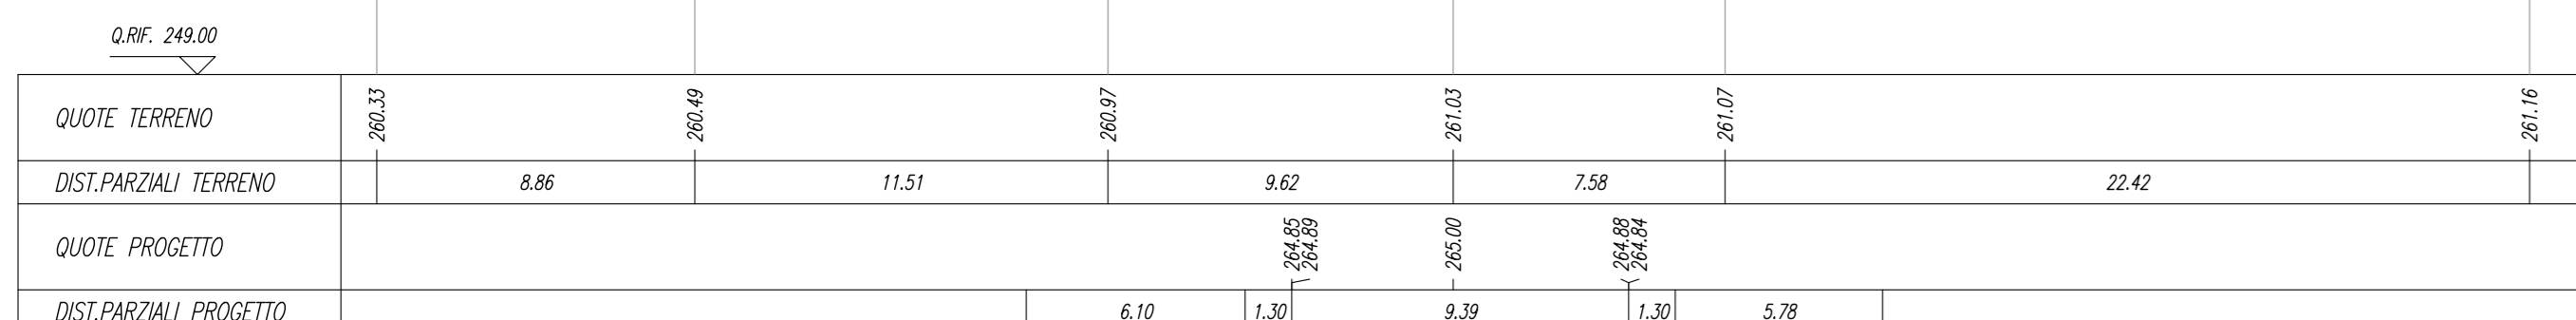 Q.RIF. 249.00
QUOTE TERRENO 260.33 260.49 260.97 261.03 261.07 261.16
DIST.PARZIALI TERRENO 8.86 11.51 9.62 7.58 22.42
QUOTE PROGETTO 264.85 264.89 265.00 264.88 264.84
DIST.PARZIALI PROGETTO 6.10 1.30 9.39 1.30 5.78